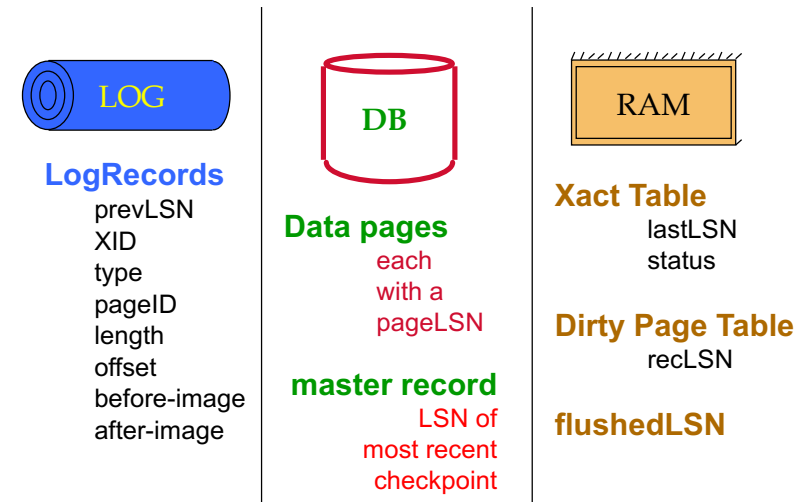 LOG
LogRecords
prevLSN
XID
type
pageID
length
offset
before-image
after-image
DB
Data pages
each
with a
pageLSN
master record
LSN of
most recent
checkpoint
RAM
Xact Table
lastLSN
status
Dirty Page Table
recLSN
flushedLSN